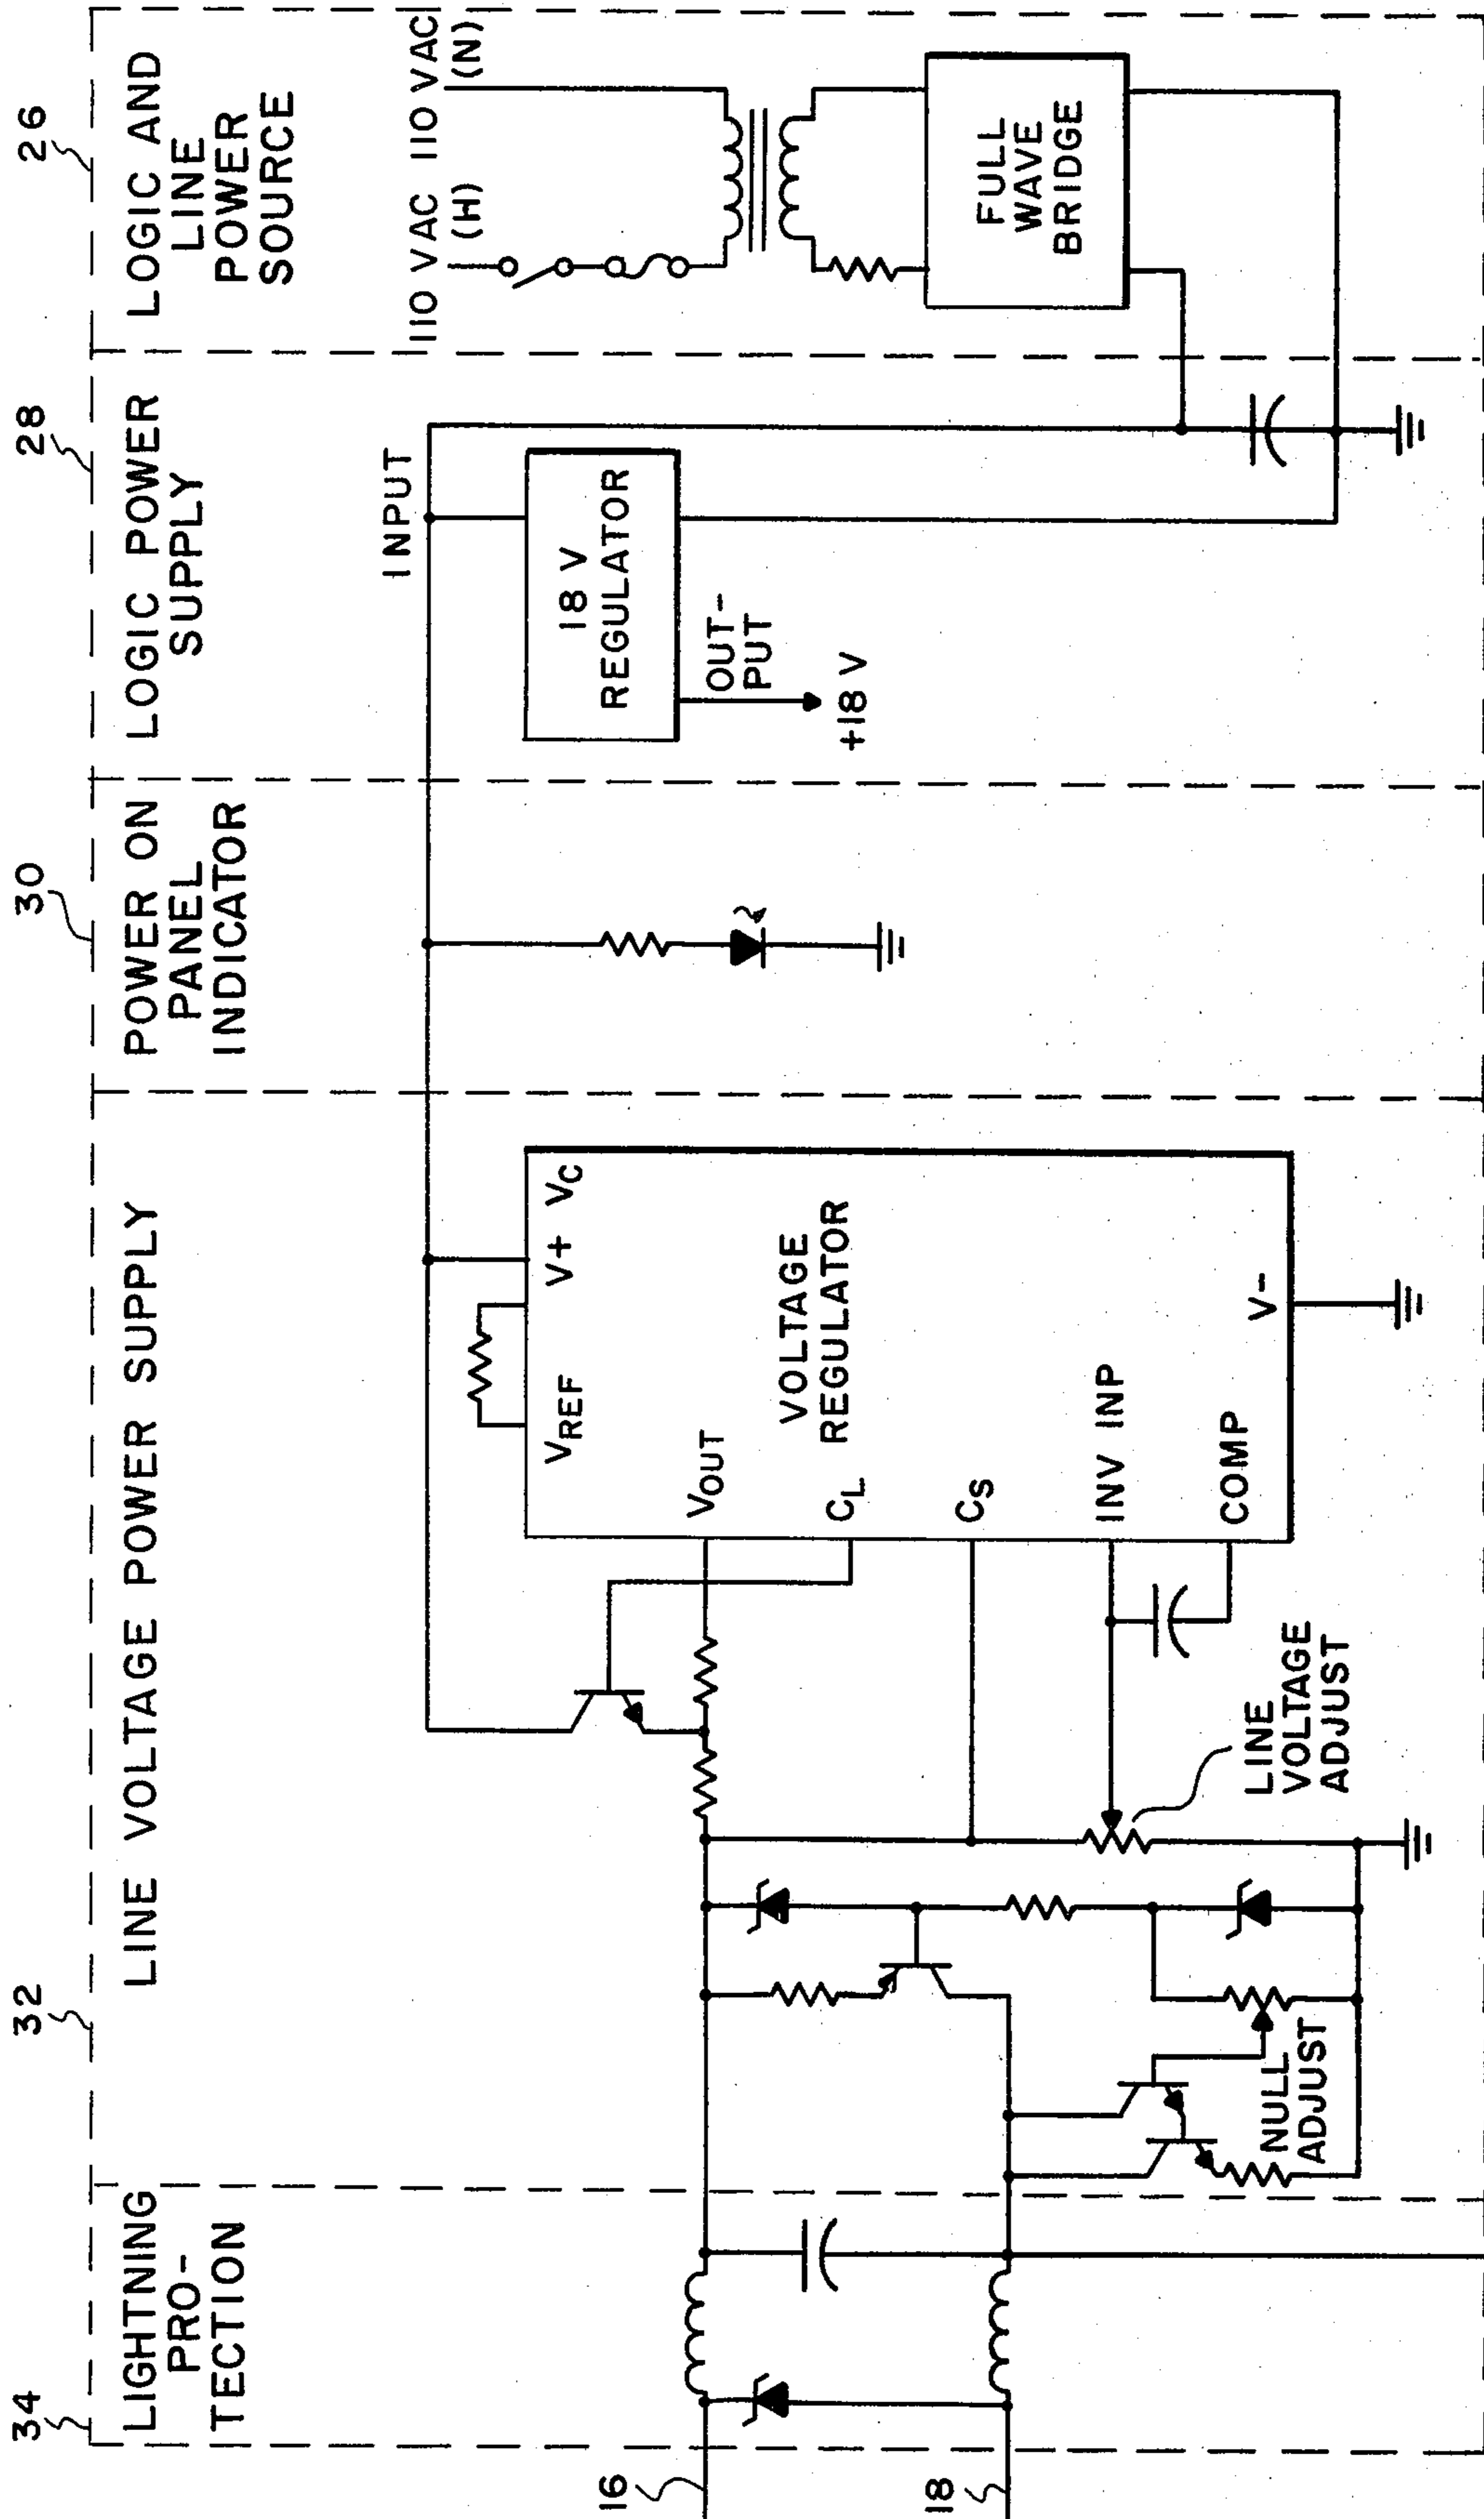 34
LIGHTNING
PRO-
TECTION
32
LINE VOLTAGE POWER SUPPLY
30
POWER ON
PANEL
INDICATOR
28
LOGIC POWER
SUPPLY
26
LOGIC AND
LINE
POWER
SOURCE
16
18
NULL
ADJUST
LINE
VOLTAGE
ADJUST
VREF
V+
VC
VOUT
CL
CS
INV INP
COMP
V-
VOLTAGE
REGULATOR
INPUT
18 V
REGULATOR
OUT-
PUT
+18 V
110 VAC
(H)
110 VAC
(N)
FULL
WAVE
BRIDGE